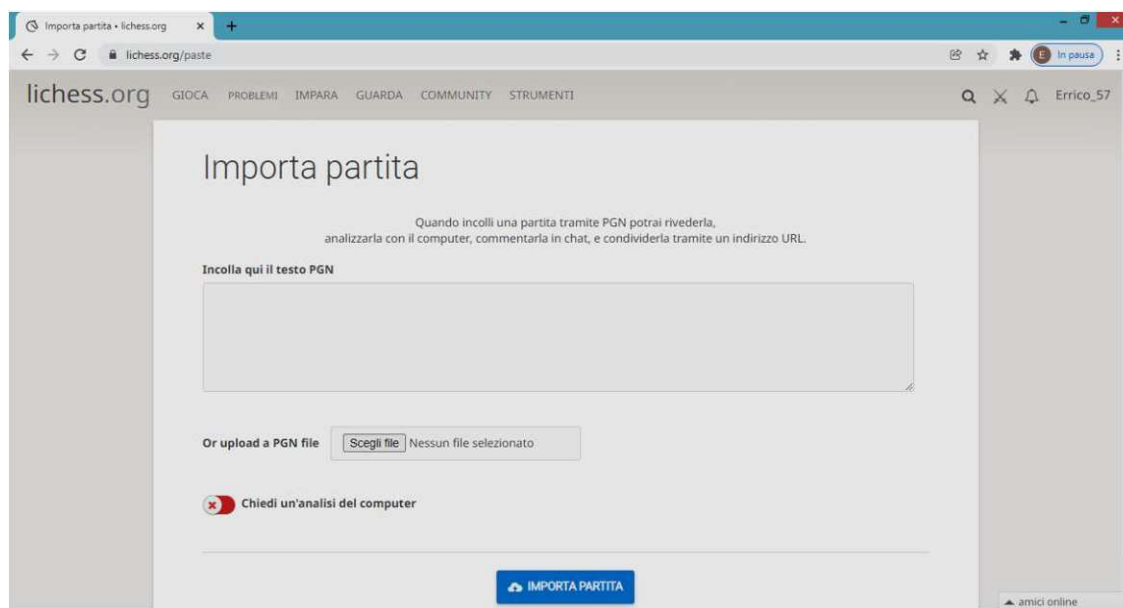 Importa partita • lichess.org
lichess.org/paste
E In pausa
lichess.org GIOCA PROBLEMI IMPARA GUARDA COMMUNITY STRUMENTI Errico_57
Importa partita
Quando incolli una partita tramite PGN potrai rivederla,
analizzarla con il computer, commentarla in chat, e condividerla tramite un indirizzo URL.
Incolla qui il testo PGN
Or upload a PGN file Scegli file Nessun file selezionato
Chiedi un'analisi del computer
IMPORTA PARTITA
amici online